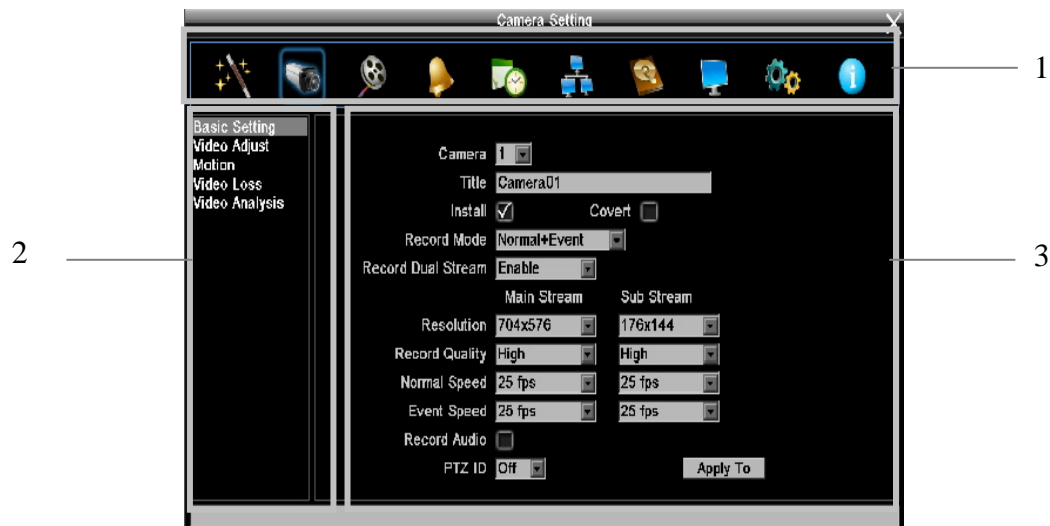 Camera Setting
X
1
Basic Setting
Video Adjust
Motion
Video Loss
Video Analysis
2
3
Camera 1
Title Camera01
Install Covert
Record Mode Normal+Event
Record Dual Stream Enable
Main Stream Sub Stream
Resolution 704x576 176x144
Record Quality High High
Normal Speed 25 fps 25 fps
Event Speed 25 fps 25 fps
Record Audio
PTZ ID Off Apply To